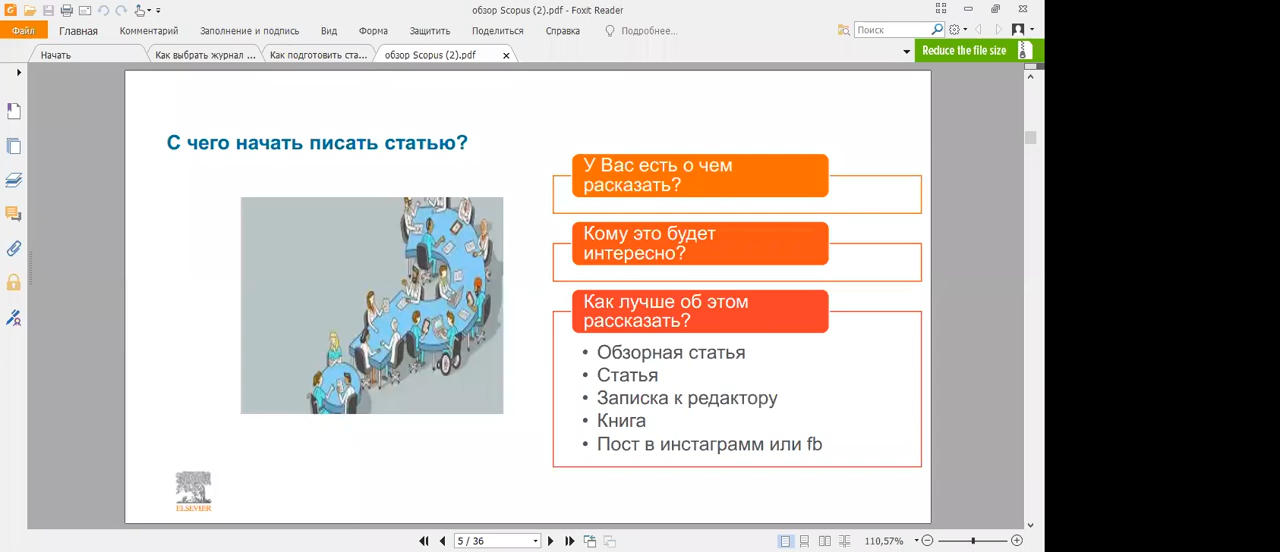 обзор Scopus (2).pdf - Foxit Reader
Файл Главная Комментарий Заполнение и подпись Вид Форма Защитить Поделиться Справка Подробнее... Поиск
Начать Как выбрать журнал ... Как подготовить ста... обзор Scopus (2).pdf Reduce the file size
С чего начать писать статью?
У Вас есть о чем
расказать?
Кому это будет
интересно?
Как лучше об этом
рассказать?
• Обзорная статья
• Статья
• Записка к редактору
• Книга
• Пост в инстаграмм или fb
ELSEVIER
5 / 36 110,57%